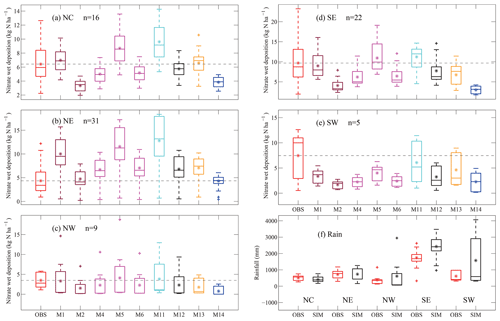 (a) NC n=16
Nitrate wet deposition (kg N ha⁻¹)
14
12
10
8
6
4
2
(b) NE n=31
Nitrate wet deposition (kg N ha⁻¹)
20
15
10
5
0
(c) NW n=9
Nitrate wet deposition (kg N ha⁻¹)
20
15
10
5
0
OBS M1 M2 M4 M5 M6 M11 M12 M13 M14
(d) SE n=22
Nitrate wet deposition (kg N ha⁻¹)
20
15
10
5
0
(e) SW n=5
Nitrate wet deposition (kg N ha⁻¹)
15
10
5
0
OBS M1 M2 M4 M5 M6 M11 M12 M13 M14
(f) Rain
Rainfall (mm)
4000
3000
2000
1000
0
-1000
NC NE NW SE SW
OBS SIM OBS SIM OBS SIM OBS SIM OBS SIM